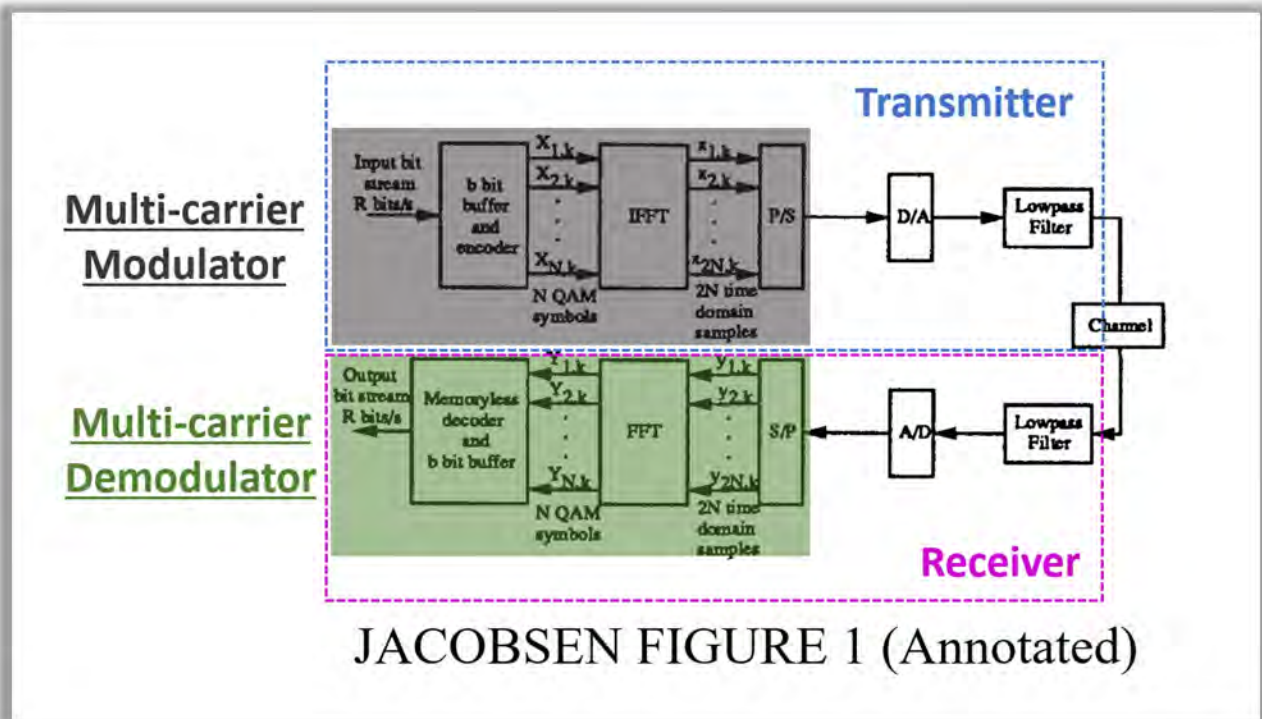 Transmitter
Multi-carrier
Modulator
Input bit
stream
R bits/s
b bit
buffer
and
encoder
X1,k
X2,k
.
.
.
XN,k
N QAM
symbols
IFFT
x1,k
x2,k
.
.
.
x2N,k
2N time
domain
samples
P/S
D/A
Lowpass
Filter
Channel
Multi-carrier
Demodulator
Output
bit stream
R bits/s
Memoryless
decoder
and
b bit buffer
Y1,k
Y2,k
.
.
.
YN,k
N QAM
symbols
FFT
y1,k
y2,k
.
.
.
y2N,k
2N time
domain
samples
S/P
A/D
Lowpass
Filter
Receiver
JACOBSEN FIGURE 1 (Annotated)